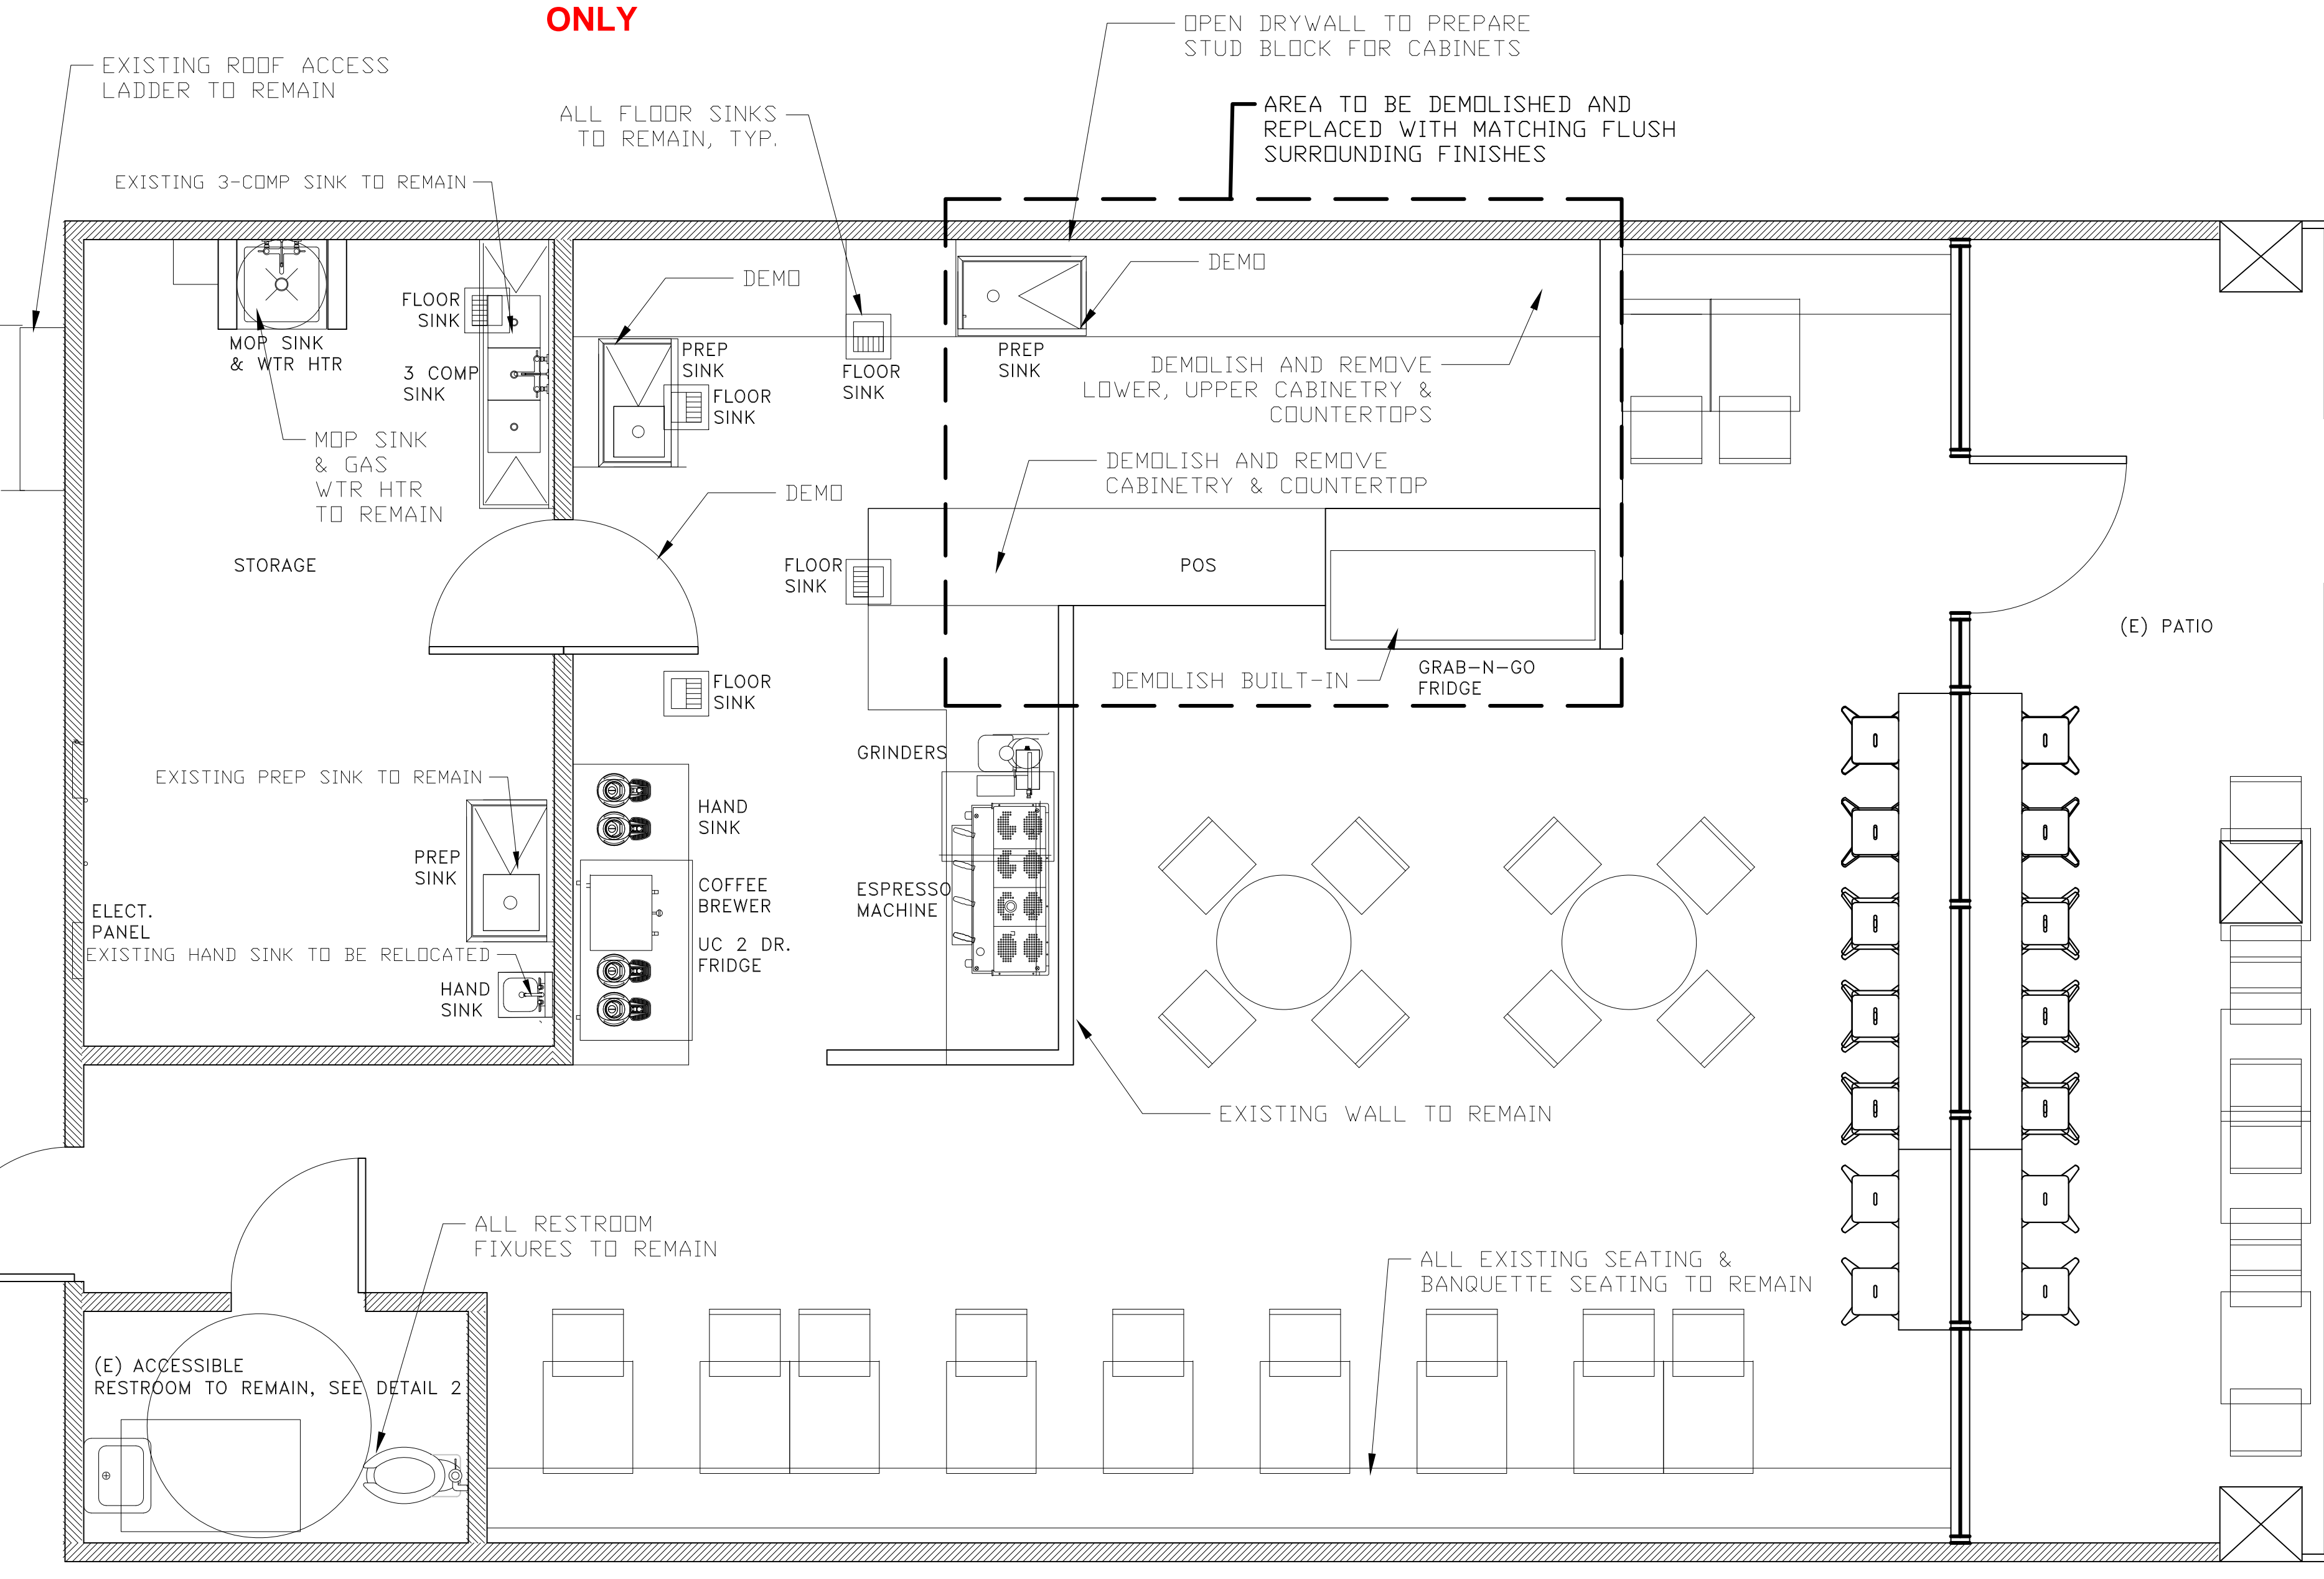 ONLY
OPEN DRYWALL TO PREPARE
STUD BLOCK FOR CABINETS
EXISTING ROOF ACCESS
LADDER TO REMAIN
ALL FLOOR SINKS
TO REMAIN, TYP.
AREA TO BE DEMOLISHED AND
REPLACED WITH MATCHING FLUSH
SURROUNDING FINISHES
EXISTING 3-COMP SINK TO REMAIN
DEMO
DEMO
FLOOR
SINK
MOP SINK
& WTR HTR
3 COMP
SINK
PREP
SINK
FLOOR
SINK
FLOOR
SINK
PREP
SINK
DEMOLISH AND REMOVE
LOWER, UPPER CABINETRY &
COUNTERTOPS
MOP SINK
& GAS
WTR HTR
TO REMAIN
DEMOLISH AND REMOVE
CABINETRY & COUNTERTOP
DEMO
STORAGE
FLOOR
SINK
POS
(E) PATIO
FLOOR
SINK
DEMOLISH BUILT-IN
GRAB-N-GO
FRIDGE
GRINDERS
EXISTING PREP SINK TO REMAIN
HAND
SINK
PREP
SINK
COFFEE
BREWER
ESPRESSO
MACHINE
ELECT.
PANEL
UC 2 DR.
FRIDGE
EXISTING HAND SINK TO BE RELOCATED
HAND
SINK
EXISTING WALL TO REMAIN
ALL RESTROOM
FIXURES TO REMAIN
ALL EXISTING SEATING &
BANQUETTE SEATING TO REMAIN
(E) ACCESSIBLE
RESTROOM TO REMAIN, SEE DETAIL 2